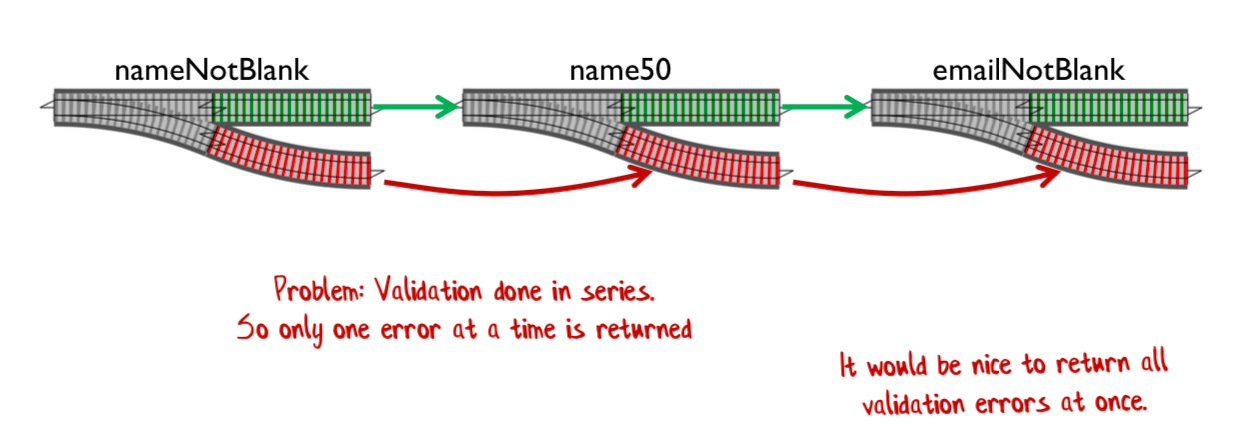 nameNotBlank name50 emailNotBlank
Problem: Validation done in series.
So only one error at a time is returned
It would be nice to return all
validation errors at once.